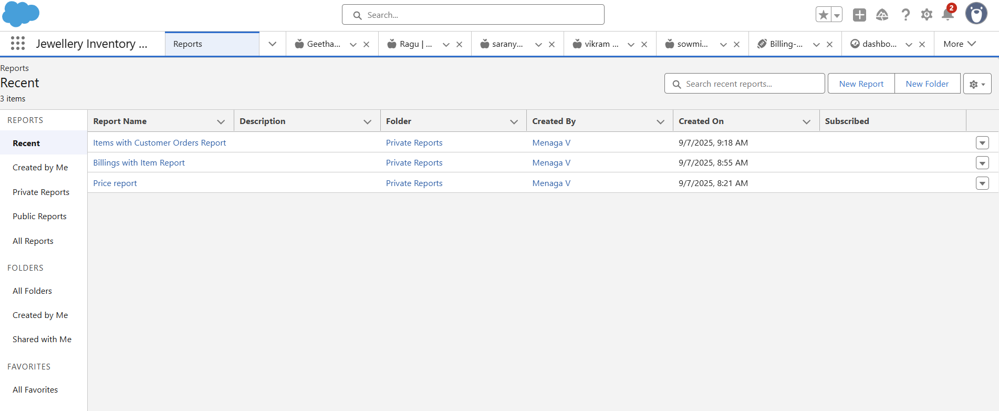 Search...
2
Jewellery Inventory ...
Reports
Geetha...
Ragu | ...
sarany...
vikram ...
sowmi...
Billing-...
dashbo...
More
Reports
Recent
3 items
Search recent reports...
New Report
New Folder
REPORTS
Recent
Created by Me
Private Reports
Public Reports
All Reports
FOLDERS
All Folders
Created by Me
Shared with Me
FAVORITES
All Favorites
Report Name Description Folder Created By Created On Subscribed
Items with Customer Orders Report Private Reports Menaga V 9/7/2025, 9:18 AM
Billings with Item Report Private Reports Menaga V 9/7/2025, 8:55 AM
Price report Private Reports Menaga V 9/7/2025, 8:21 AM